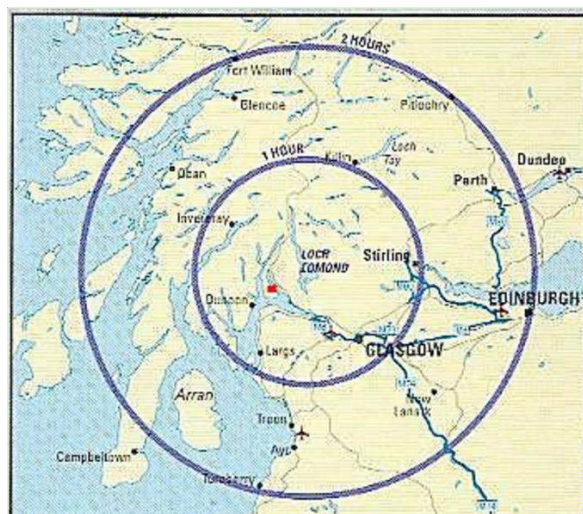 2 HOURS
Fort William
Glencoe
Pitlochry
1 HOUR
Killin
Loch
Tay
Dundee
Oban
Perth
Inveraray
LOCH
LOMOND
Stirling
Dunoon
EDINBURGH
GLASGOW
Largs
Arran
New
Lanark
Troon
Ayr
Campbeltown
Turnberry
M74